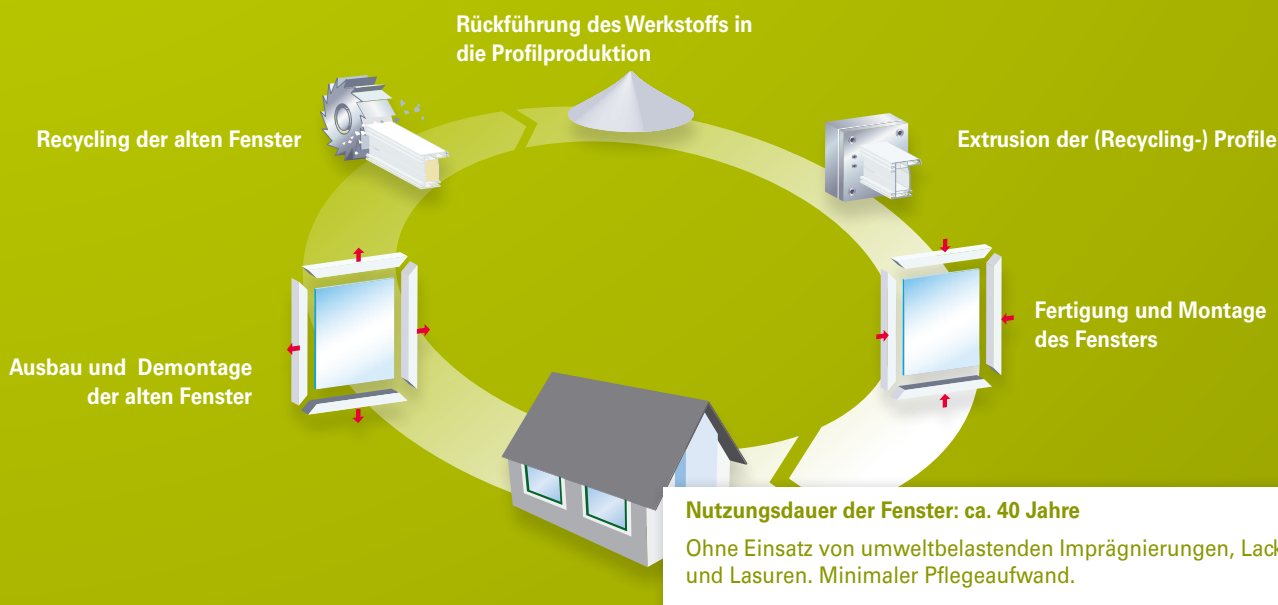 Rückführung des Werkstoffs in
die Profilproduktion
Recycling der alten Fenster
Extrusion der (Recycling-) Profile
Fertigung und Montage
des Fensters
Ausbau und Demontage
der alten Fenster
Nutzungsdauer der Fenster: ca. 40 Jahre
Ohne Einsatz von umweltbelastenden Imprägnierungen,
und Lasuren. Minimaler Pflegeaufwand.